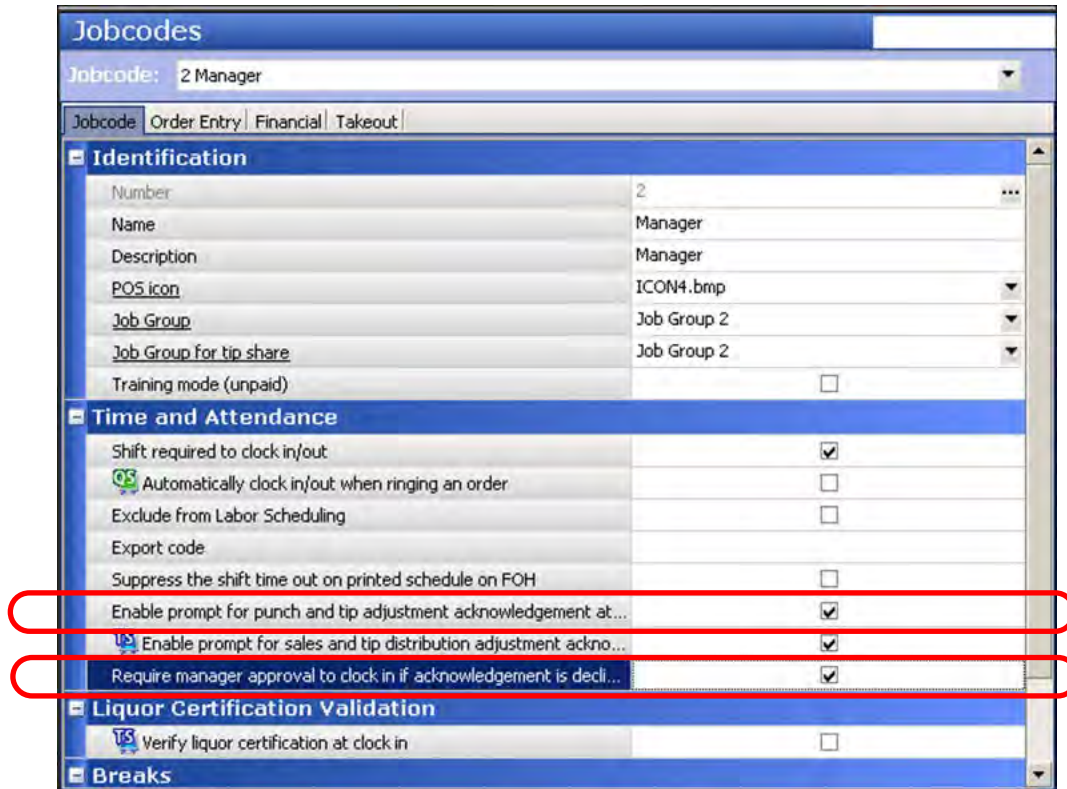 Jobcodes
Jobcode: 2 Manager
Jobcode Order Entry Financial Takeout
Identification
Number 2 ...
Name Manager
Description Manager
POS icon ICON4.bmp
Job Group Job Group 2
Job Group for tip share Job Group 2
Training mode (unpaid)
Time and Attendance
Shift required to clock in/out
QS Automatically clock in/out when ringing an order
Exclude from Labor Scheduling
Export code
Suppress the shift time out on printed schedule on FOH
Enable prompt for punch and tip adjustment acknowledgement at...
TS Enable prompt for sales and tip distribution adjustment ackno...
Require manager approval to clock in if acknowledgement is decli...
Liquor Certification Validation
TS Verify liquor certification at clock in
Breaks